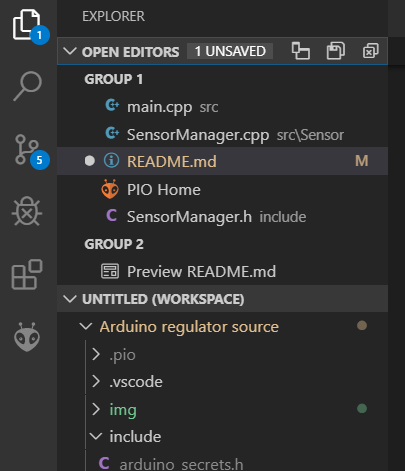 EXPLORER
1
OPEN EDITORS 1 UNSAVED
GROUP 1
main.cpp src
SensorManager.cpp src\Sensor
README.md M
PIO Home
C SensorManager.h include
GROUP 2
Preview README.md
5
UNTITLED (WORKSPACE)
Arduino regulator source
.pio
.vscode
img
include
C arduino_secrets.h